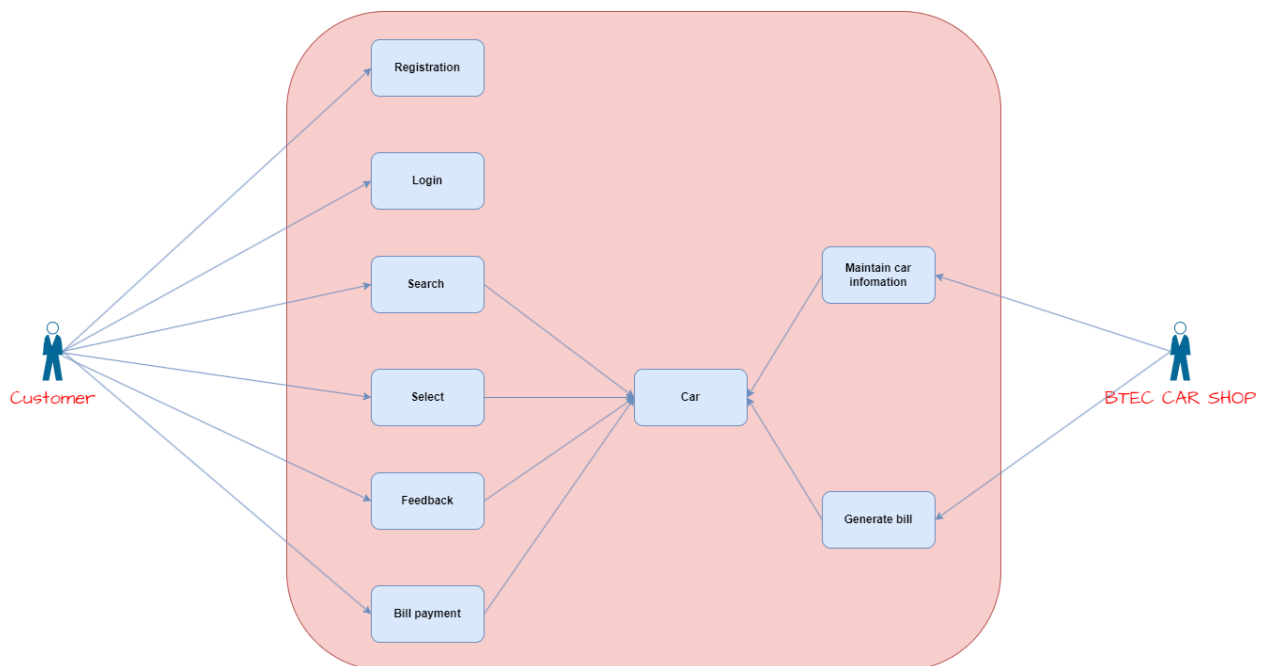 Registration
Login
Search
Select
Feedback
Bill payment
Car
Maintain car
infomation
Generate bill
Customer
BTEC CAR SHOP